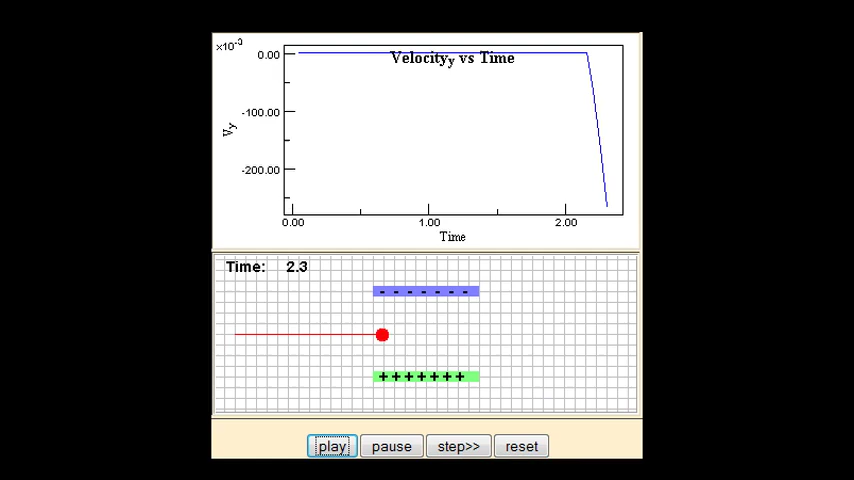 x10⁻³
0.00
Velocityy vs Time
-100.00
Vy
-200.00
0.00 1.00 2.00
Time
Time: 2.3
- - - - - - -
+++++++
play pause step>> reset